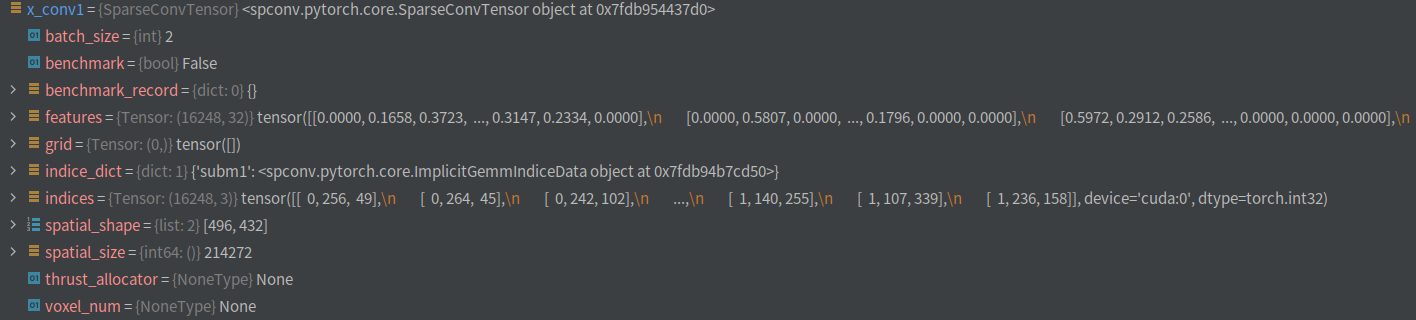 x_conv1 = {SparseConvTensor} <spconv.pytorch.core.SparseConvTensor object at 0x7fdb954437d0>
batch_size = {int} 2
benchmark = {bool} False
benchmark_record = {dict: 0} {}
features = {Tensor: (16248, 32)} tensor([[0.0000, 0.1658, 0.3723, ..., 0.3147, 0.2334, 0.0000],\n [0.0000, 0.5807, 0.0000, ..., 0.1796, 0.0000, 0.0000],\n [0.5972, 0.2912, 0.2586, ..., 0.0000, 0.0000, 0.0000],\n
grid = {Tensor: (0,)} tensor([])
indice_dict = {dict: 1} {'subm1': <spconv.pytorch.core.ImplicitGemmIndiceData object at 0x7fdb94b7cd50>}
indices = {Tensor: (16248, 3)} tensor([[ 0, 256, 49],\n [ 0, 264, 45],\n [ 0, 242, 102],\n ...,\n [ 1, 140, 255],\n [ 1, 107, 339],\n [ 1, 236, 158]], device='cuda:0', dtype=torch.int32)
spatial_shape = {list: 2} [496, 432]
spatial_size = {int64: ()} 214272
thrust_allocator = {NoneType} None
voxel_num = {NoneType} None